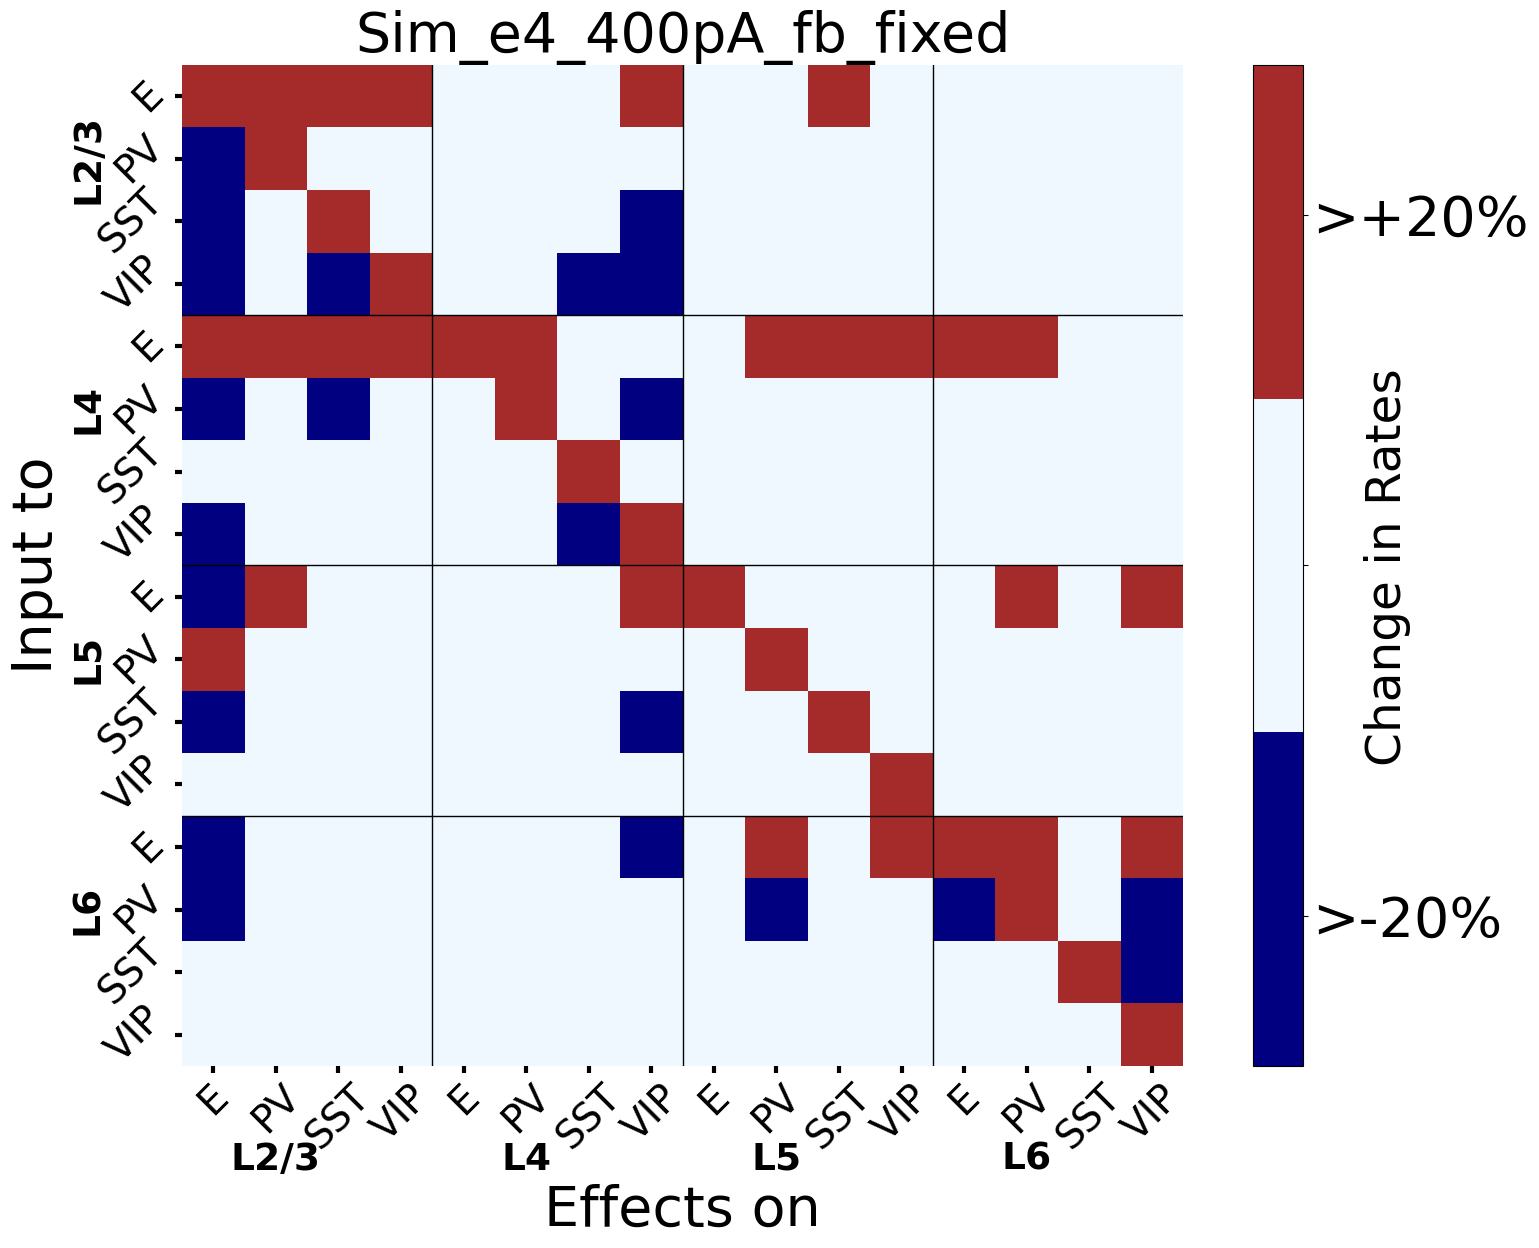 Sim_e4_400pA_fb_fixed
Input to
L2/3
E
PV
SST
VIP
L4
E
PV
SST
VIP
L5
E
PV
SST
VIP
L6
E
PV
SST
VIP
E
PV
SST
VIP
E
PV
SST
VIP
E
PV
SST
VIP
E
PV
SST
VIP
L2/3
L4
L5
L6
Effects on
>+20%
>-20%
Change in Rates